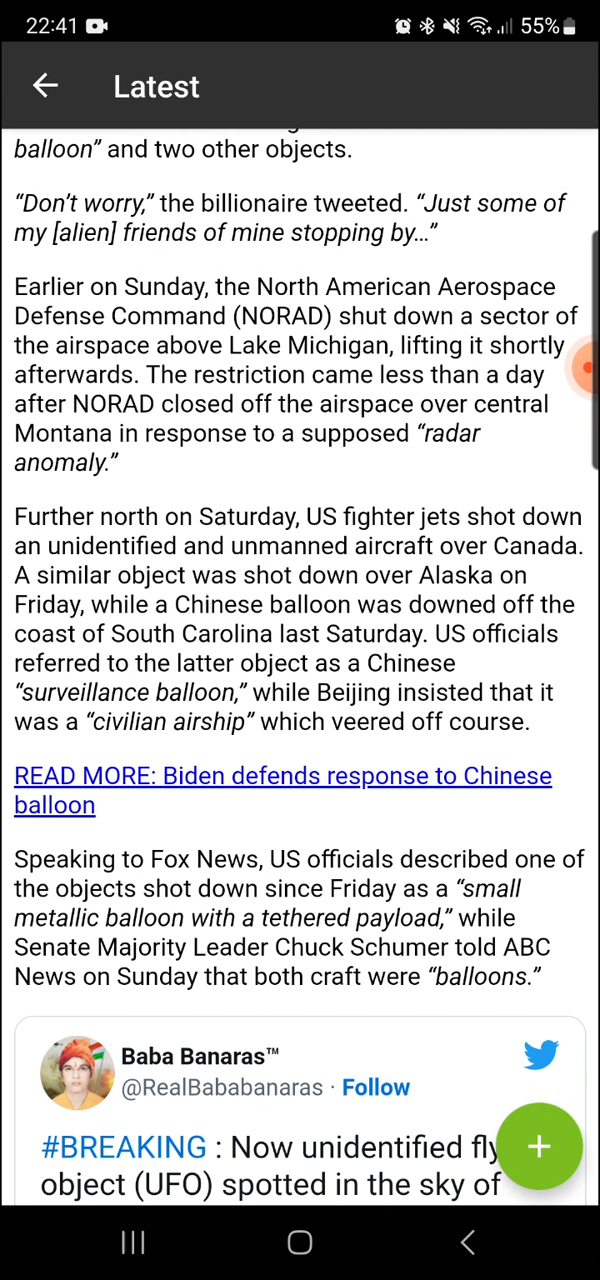 22:41 55%
Latest
balloon” and two other objects.
“Don’t worry,” the billionaire tweeted. “Just some of
my [alien] friends of mine stopping by…”
Earlier on Sunday, the North American Aerospace
Defense Command (NORAD) shut down a sector of
the airspace above Lake Michigan, lifting it shortly
afterwards. The restriction came less than a day
after NORAD closed off the airspace over central
Montana in response to a supposed “radar
anomaly.”
Further north on Saturday, US fighter jets shot down
an unidentified and unmanned aircraft over Canada.
A similar object was shot down over Alaska on
Friday, while a Chinese balloon was downed off the
coast of South Carolina last Saturday. US officials
referred to the latter object as a Chinese
“surveillance balloon,” while Beijing insisted that it
was a “civilian airship” which veered off course.
READ MORE: Biden defends response to Chinese
balloon
Speaking to Fox News, US officials described one of
the objects shot down since Friday as a “small
metallic balloon with a tethered payload,” while
Senate Majority Leader Chuck Schumer told ABC
News on Sunday that both craft were “balloons.”
Baba Banaras™
@RealBababanaras · Follow
#BREAKING : Now unidentified fly
object (UFO) spotted in the sky of